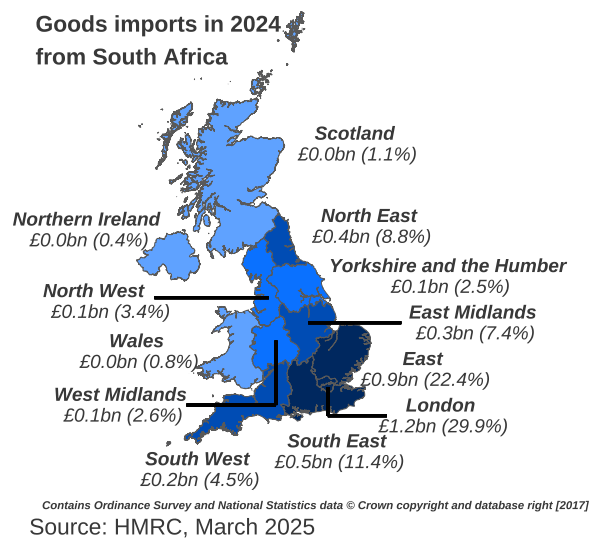 Goods imports in 2024
from South Africa
Scotland
£0.0bn (1.1%)
Northern Ireland
£0.0bn (0.4%)
North East
£0.4bn (8.8%)
Yorkshire and the Humber
£0.1bn (2.5%)
North West
£0.1bn (3.4%)
East Midlands
£0.3bn (7.4%)
Wales
£0.0bn (0.8%)
East
£0.9bn (22.4%)
West Midlands
£0.1bn (2.6%)
London
£1.2bn (29.9%)
South East
£0.5bn (11.4%)
South West
£0.2bn (4.5%)
Contains Ordinance Survey and National Statistics data © Crown copyright and database right [2017]
Source: HMRC, March 2025